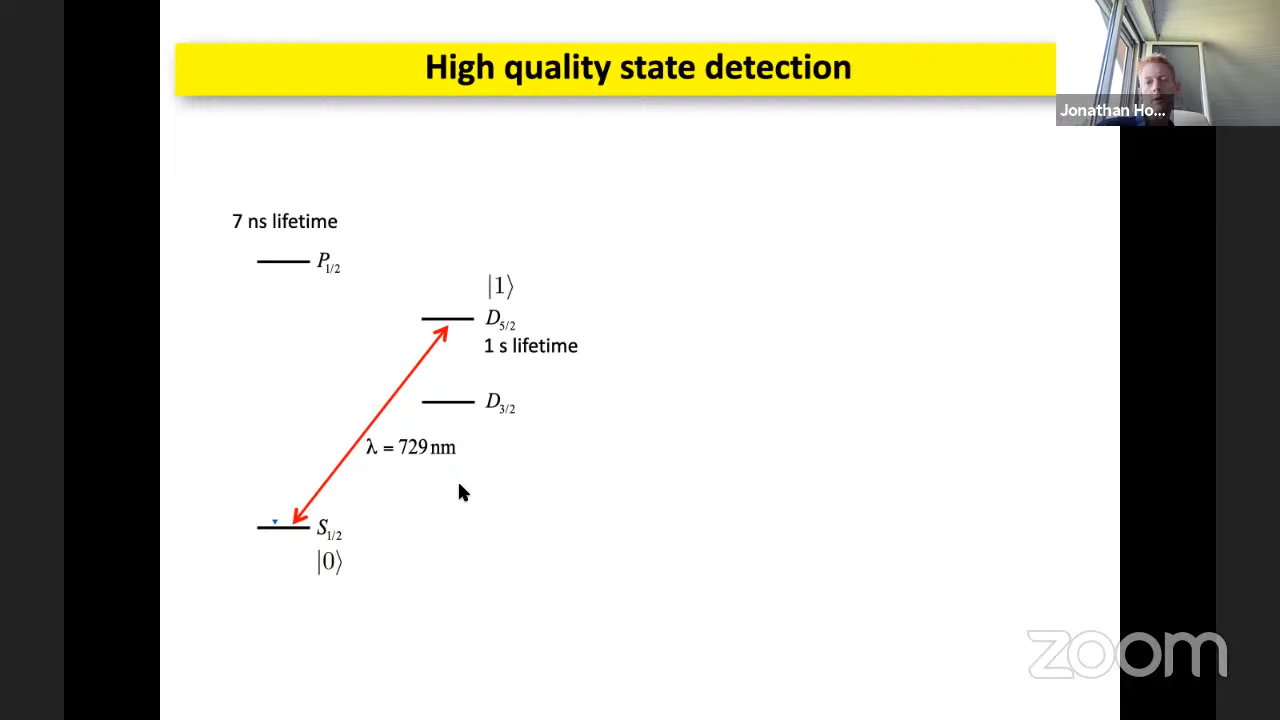 High quality state detection
Jonathan Ho...
7 ns lifetime
P1/2
|1⟩
D5/2
1 s lifetime
D3/2
λ = 729 nm
S1/2
|0⟩
zoom